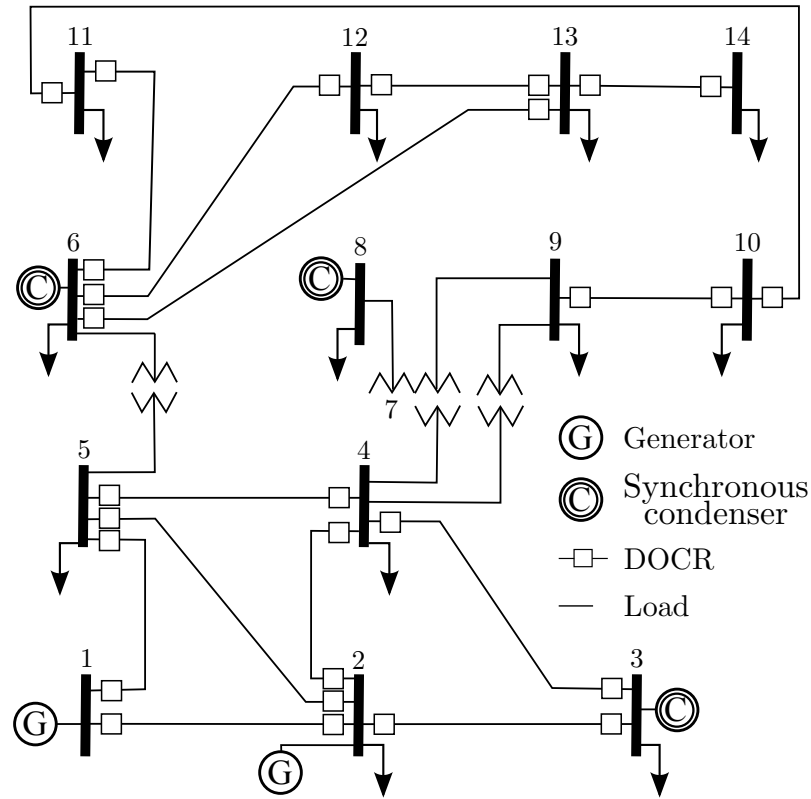 11
12
13
14
6
C
C
8
9
10
7
5
4
G
Generator
C
Synchronous
condenser
DOCR
Load
1
2
3
G
C
G